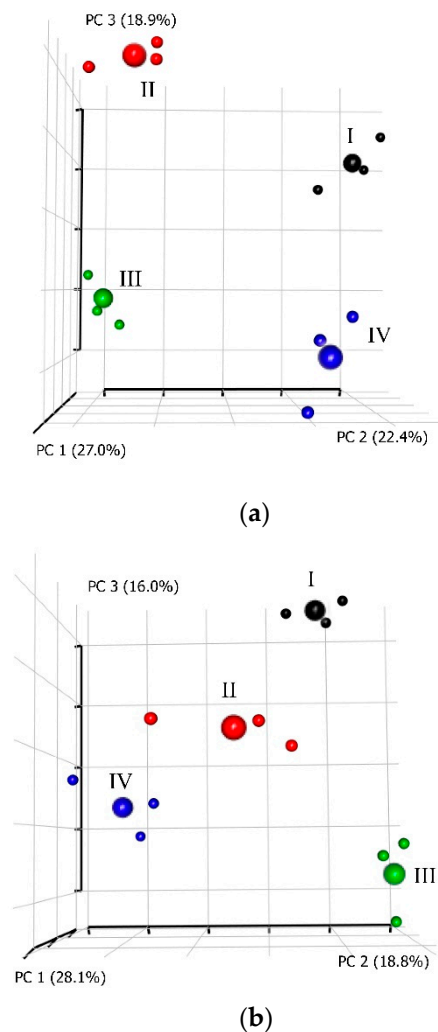 PC 3 (18.9%)
II
I
III
IV
PC 1 (27.0%)
PC 2 (22.4%)
(a)
I
PC 3 (16.0%)
II
IV
III
PC 1 (28.1%)
PC 2 (18.8%)
(b)